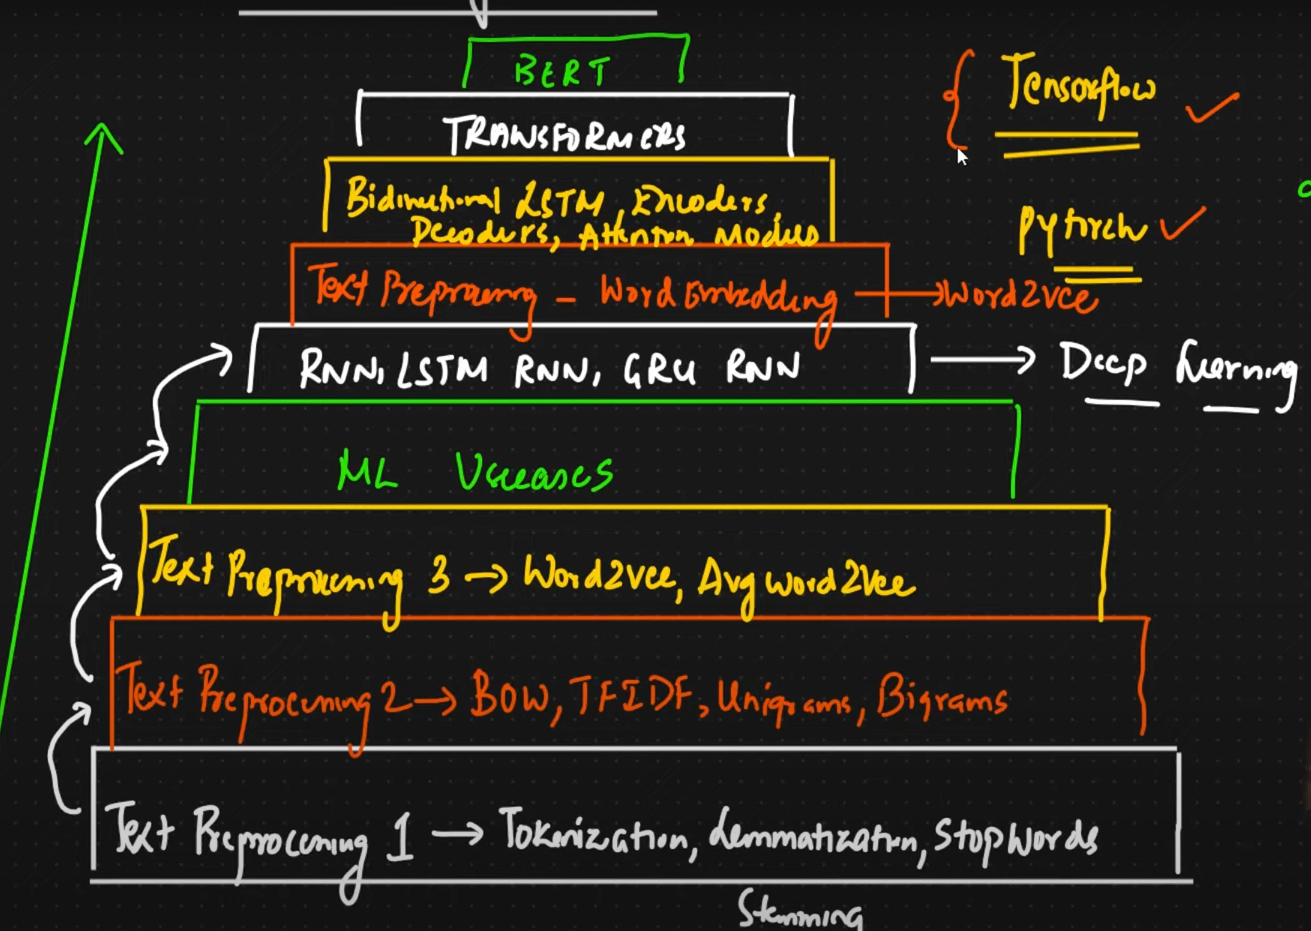 BERT
TRANSFORMERS
Bidirectional LSTM, Encoders,
Decoders, Attention Models
Text Preprocessing - Word Embedding → Word2vec
RNN, LSTM RNN, GRU RNN → Deep Learning
ML Usecases
Text Preprocessing 3 → Word2vec, Avg word2vec
Text Preprocessing 2 → BOW, TFIDF, Unigrams, Bigrams
Text Preprocessing 1 → Tokenization, Lemmatization, StopWords
Stemming
Tensorflow
Pytorch